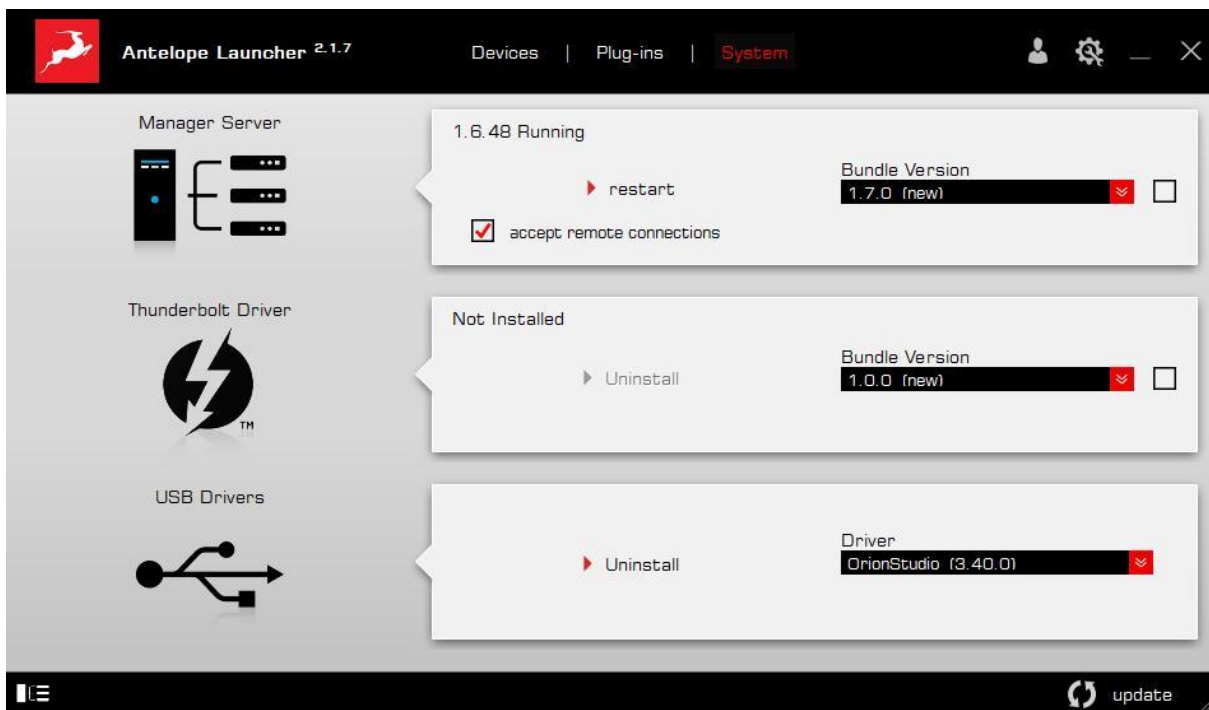 Antelope Launcher 2.1.7
Devices | Plug-ins | System
Manager Server
1.6.48 Running
restart
Bundle Version
1.7.0 (new)
accept remote connections
Thunderbolt Driver
TM
Not Installed
Uninstall
Bundle Version
1.0.0 (new)
USB Drivers
Uninstall
Driver
OrionStudio (3.40.0)
update